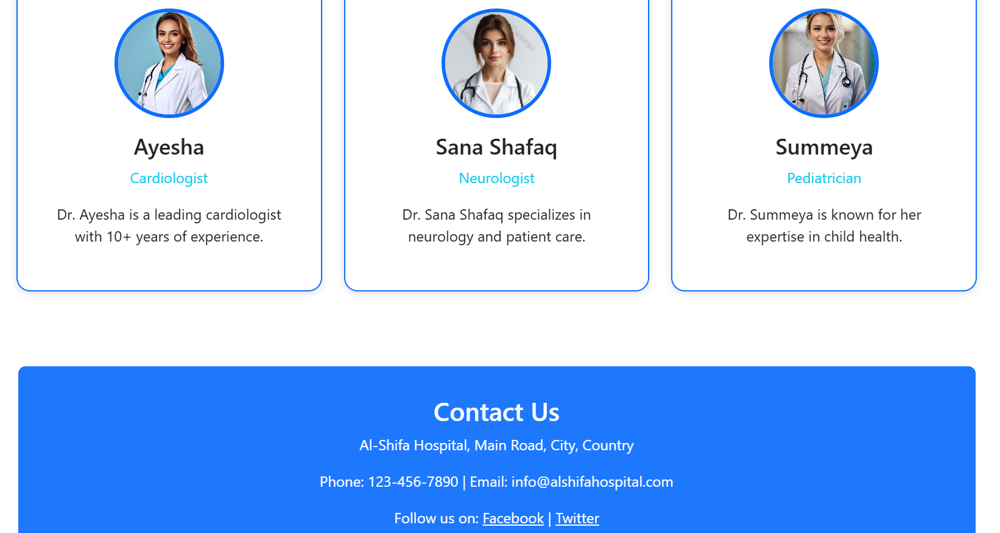 Ayesha
Cardiologist
Dr. Ayesha is a leading cardiologist
with 10+ years of experience.
Sana Shafaq
Neurologist
Dr. Sana Shafaq specializes in
neurology and patient care.
Summeya
Pediatrician
Dr. Summeya is known for her
expertise in child health.
Contact Us
Al-Shifa Hospital, Main Road, City, Country
Phone: 123-456-7890 | Email: info@alshifahospital.com
Follow us on: Facebook | Twitter